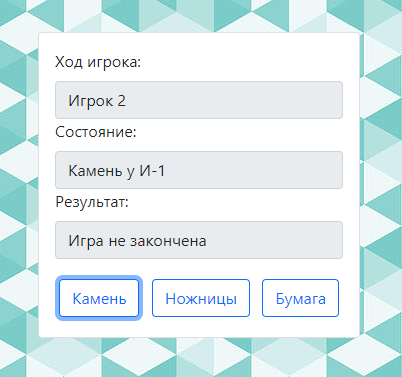 Ход игрока:
Игрок 2
Состояние:
Камень у И-1
Результат:
Игра не закончена
Камень Ножницы Бумага